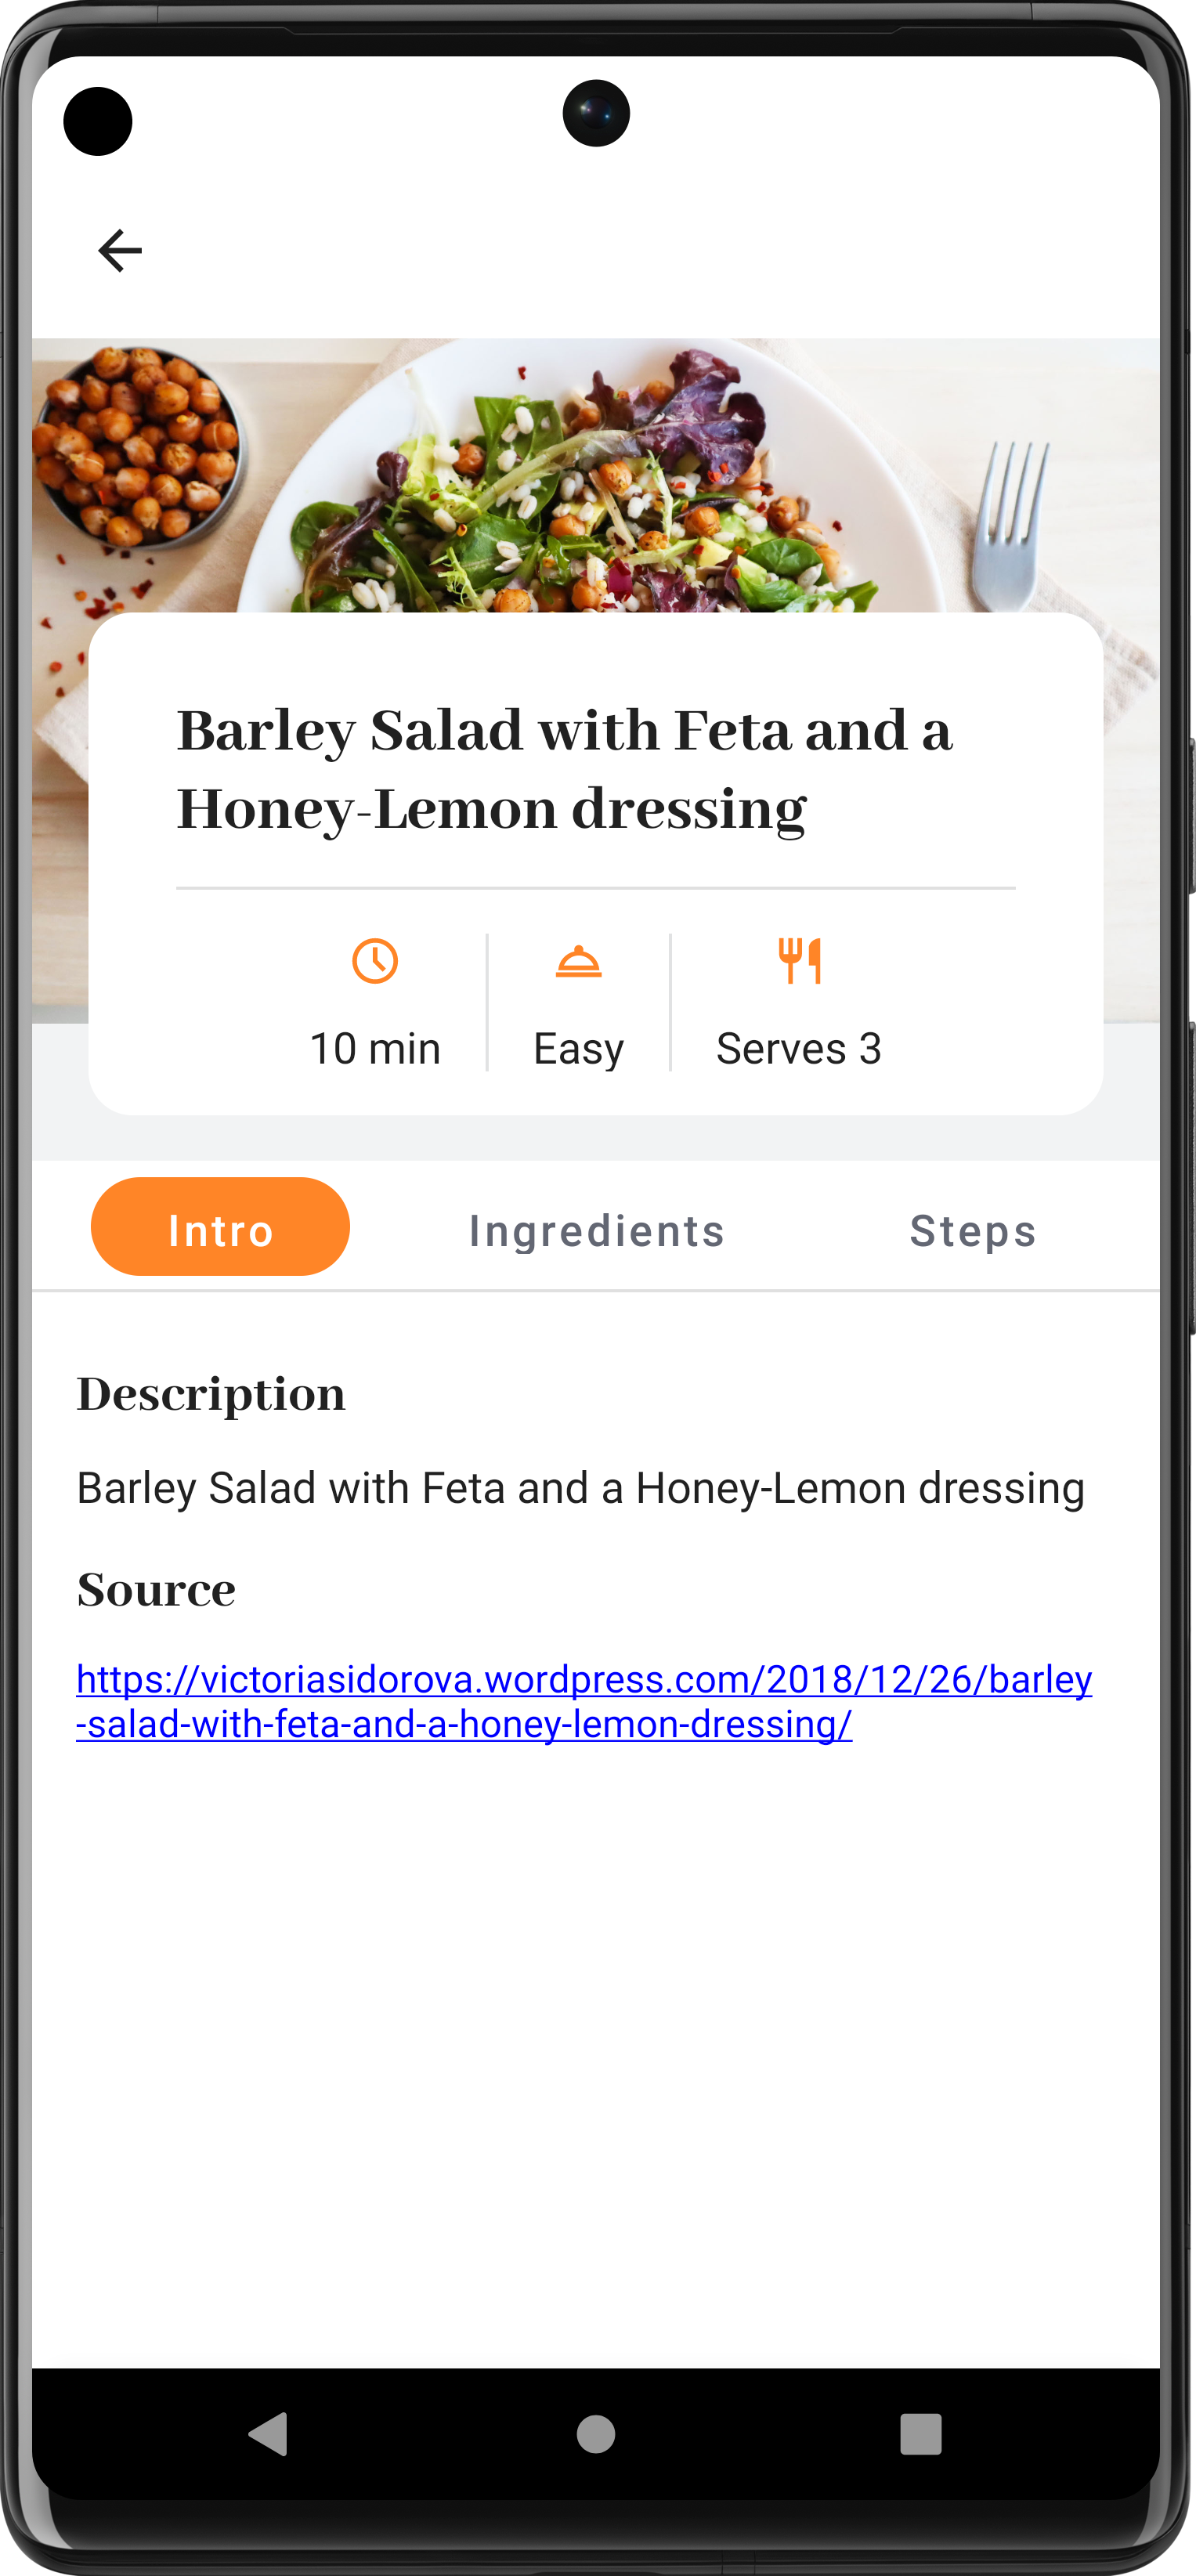 Barley Salad with Feta and a
Honey-Lemon dressing
10 min
Easy
Serves 3
Intro
Ingredients
Steps
Description
Barley Salad with Feta and a Honey-Lemon dressing
Source
https://victoriasidorova.wordpress.com/2018/12/26/barley
-salad-with-feta-and-a-honey-lemon-dressing/